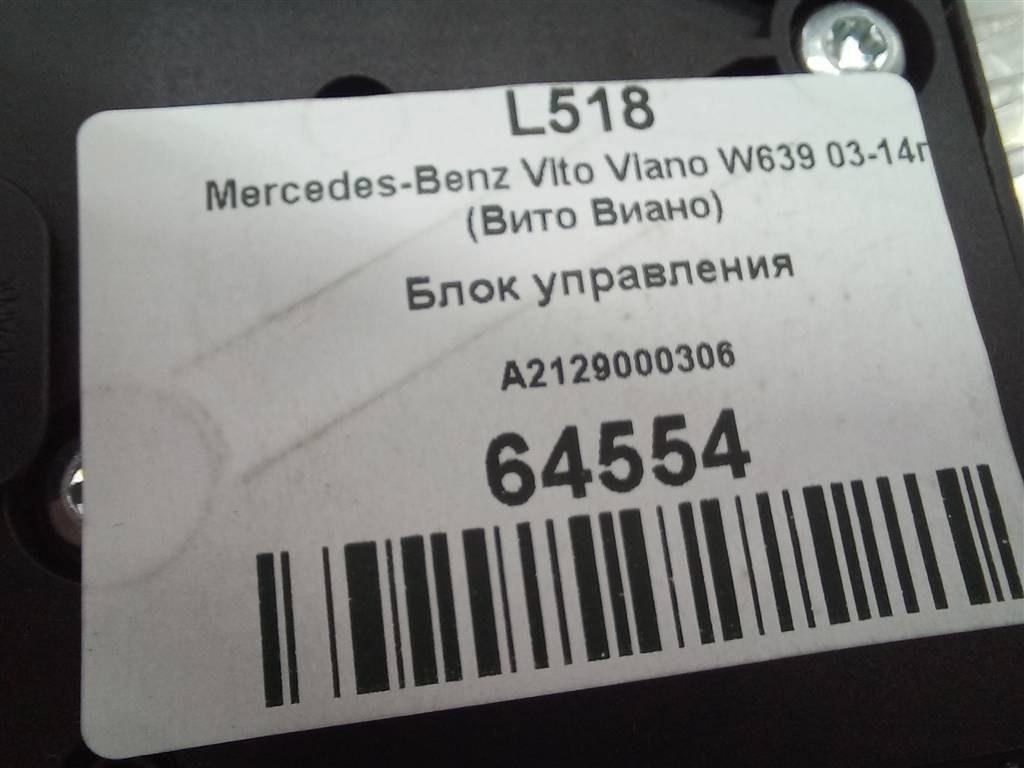 L518
Mercedes-Benz Vito Viano W639 03-14г
(Вито Виано)
Блок управления
A2129000306
64554